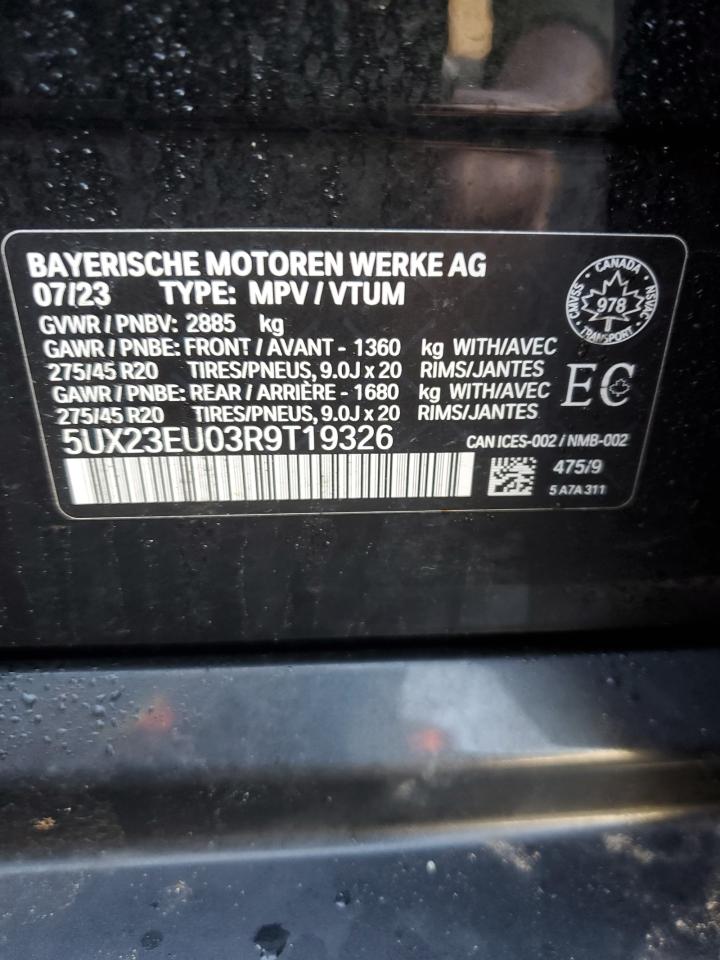 BAYERISCHE MOTOREN WERKE AG
07/23 TYPE: MPV / VTUM
GVWR / PNBV: 2885 kg
GAWR / PNBE: FRONT / AVANT - 1360 kg WITH/AVEC
275/45 R20 TIRES/PNEUS, 9.0J x 20 RIMS/JANTES
GAWR / PNBE: REAR / ARRIÈRE - 1680 kg WITH/AVEC
275/45 R20 TIRES/PNEUS, 9.0J x 20 RIMS/JANTES
5UX23EU03R9T19326
CANADA
CMVSS
978
NSVAC
TRANSPORT
EC
CAN ICES-002 / NMB-002
475/9
5 A7A 311